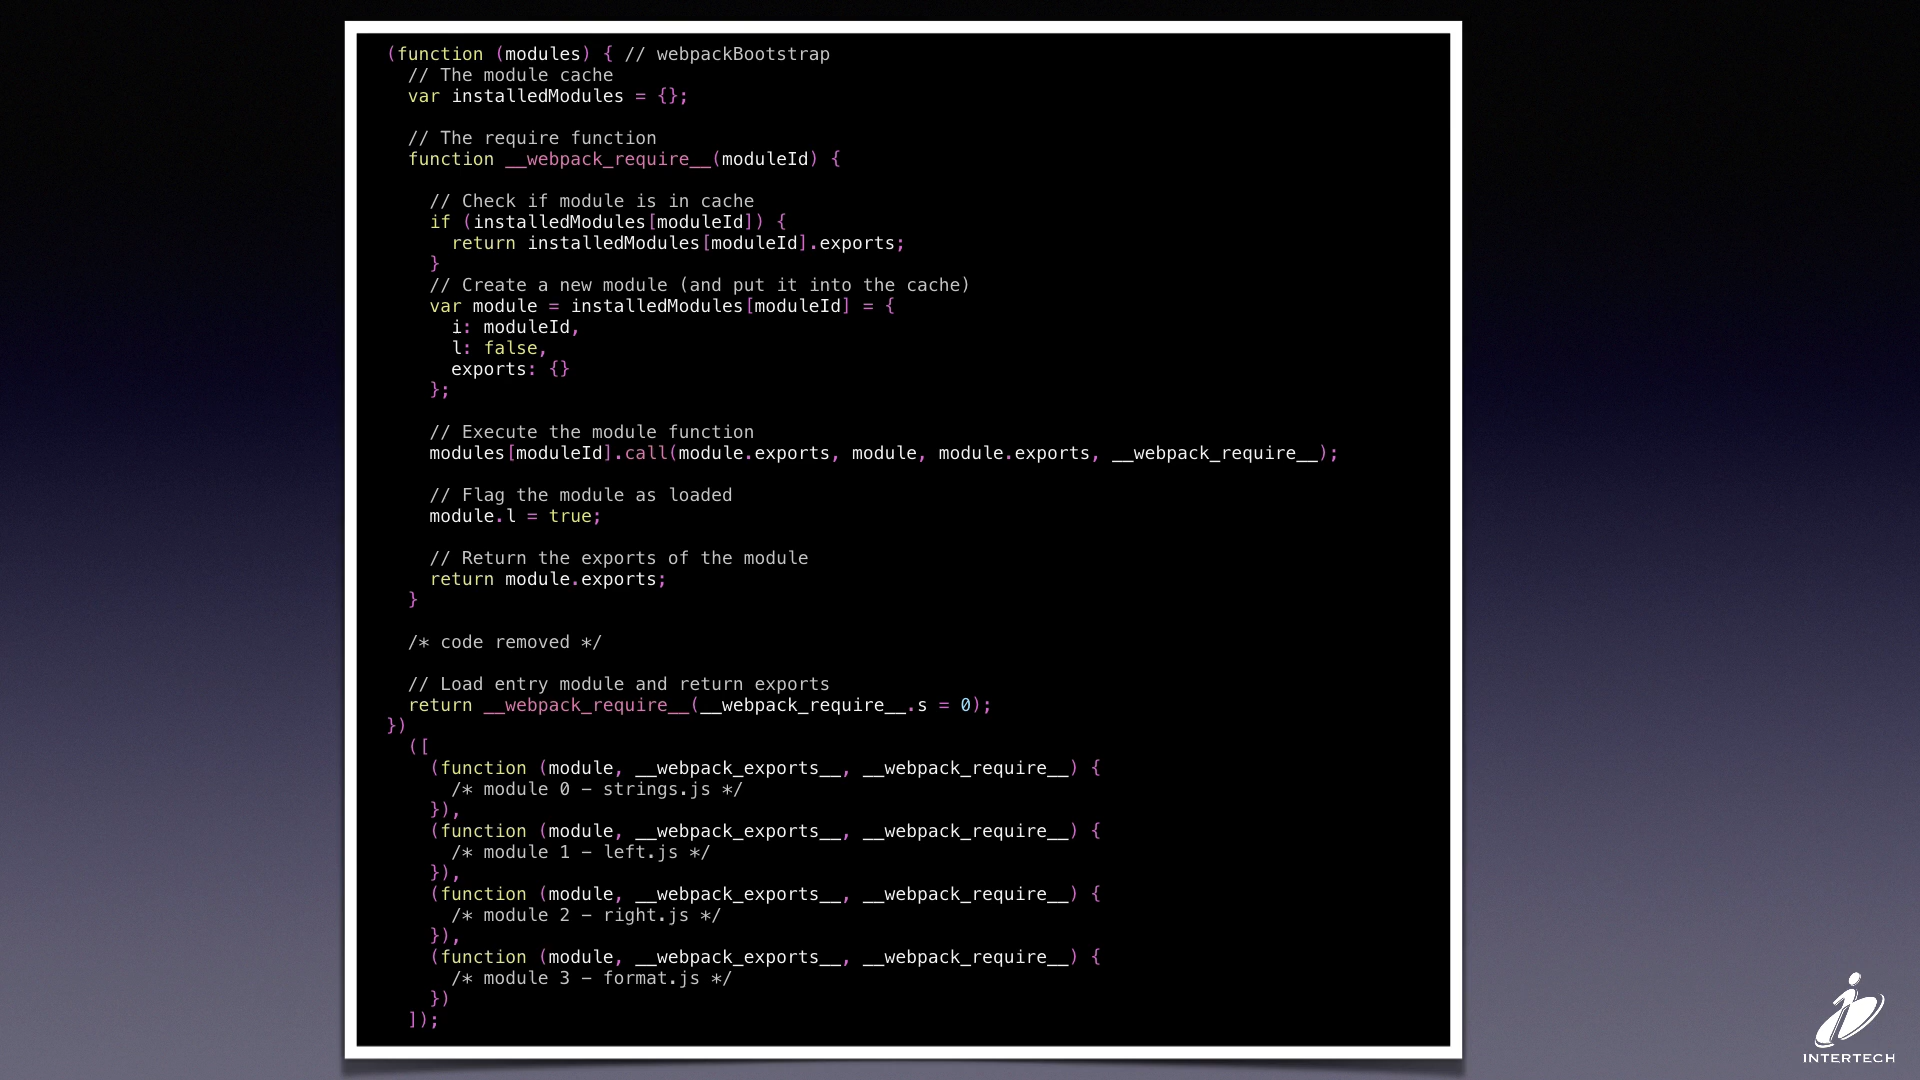 (function (modules) { // webpackBootstrap
  // The module cache
  var installedModules = {};

  // The require function
  function __webpack_require__(moduleId) {

    // Check if module is in cache
    if (installedModules[moduleId]) {
      return installedModules[moduleId].exports;
    }
    // Create a new module (and put it into the cache)
    var module = installedModules[moduleId] = {
      i: moduleId,
      l: false,
      exports: {}
    };

    // Execute the module function
    modules[moduleId].call(module.exports, module, module.exports, __webpack_require__);

    // Flag the module as loaded
    module.l = true;

    // Return the exports of the module
    return module.exports;
  }

  /* code removed */

  // Load entry module and return exports
  return __webpack_require__(__webpack_require__.s = 0);
})
  ([
    (function (module, __webpack_exports__, __webpack_require__) {
      /* module 0 – strings.js */
    }),
    (function (module, __webpack_exports__, __webpack_require__) {
      /* module 1 – left.js */
    }),
    (function (module, __webpack_exports__, __webpack_require__) {
      /* module 2 – right.js */
    }),
    (function (module, __webpack_exports__, __webpack_require__) {
      /* module 3 – format.js */
    })
  ]);
INTERTECH